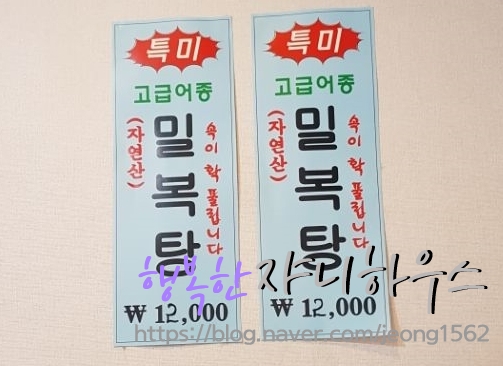 특미
고급어종
(자연산)
밀복탕
속이 확 풀립니다
₩ 12,000
특미
고급어종
(자연산)
밀복탕
속이 확 풀립니다
₩ 12,000
행복한 쟈니하우스
https://blog.naver.com/jeong1562